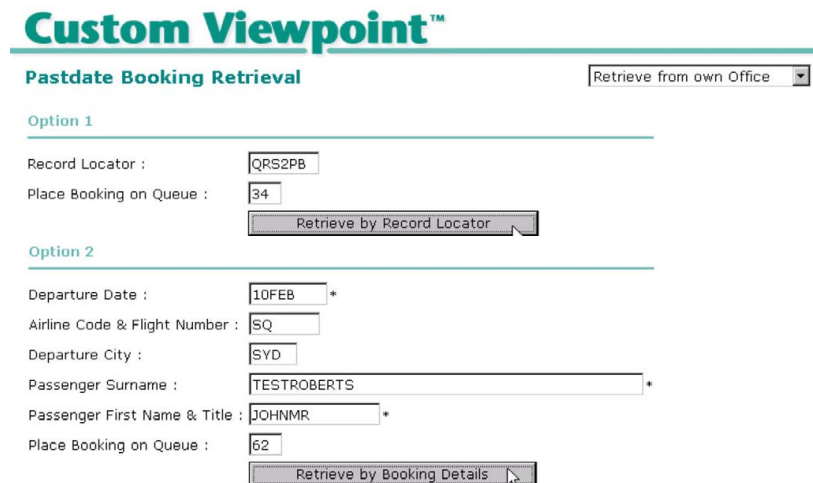 Custom Viewpoint™
Pastdate Booking Retrieval Retrieve from own Office
Option 1
Record Locator : QRS2PB
Place Booking on Queue : 34
Retrieve by Record Locator
Option 2
Departure Date : 10FEB *
Airline Code & Flight Number : SQ
Departure City : SYD
Passenger Surname : TESTROBERTS *
Passenger First Name & Title : JOHNMR *
Place Booking on Queue : 62
Retrieve by Booking Details